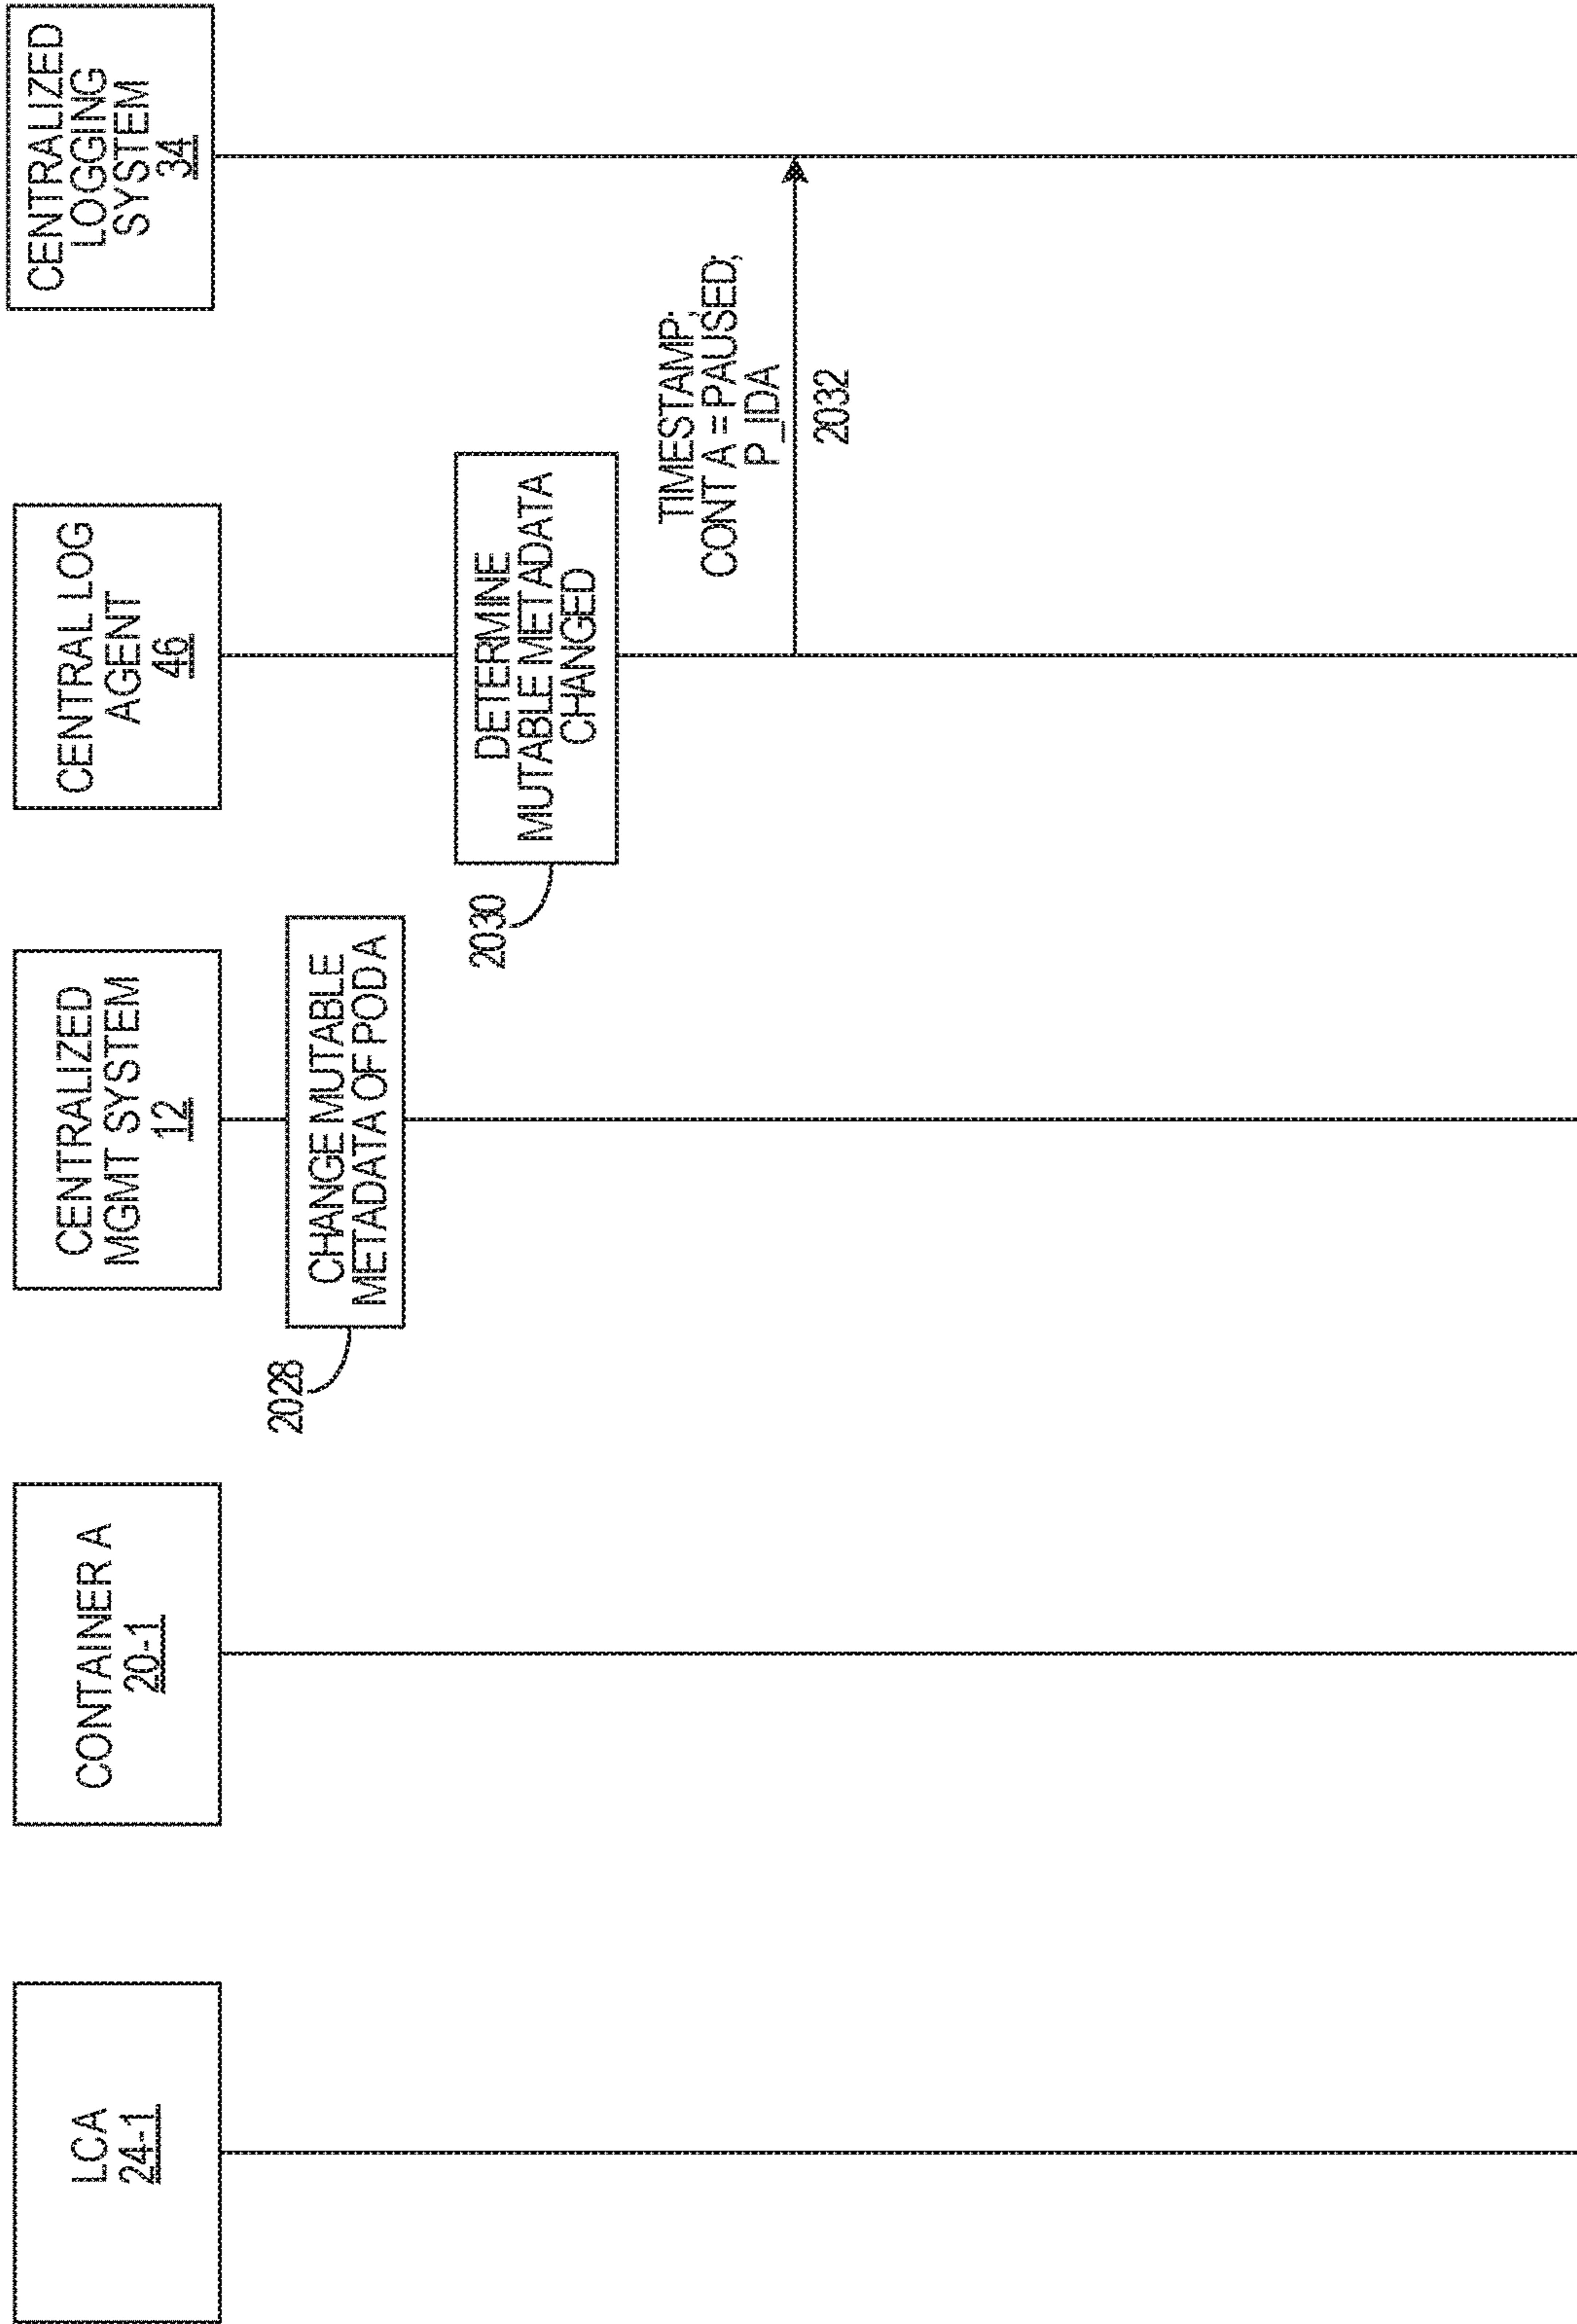 LCA
24-1
CONTAINER A
20-1
CENTRALIZED
MGMT SYSTEM
12
CENTRAL LOG
AGENT
46
CENTRALIZED
LOGGING
SYSTEM
34
2028
CHANGE MUTABLE
METADATA OF POD A
2030
DETERMINE
MUTABLE METADATA
CHANGED
TIMESTAMP;
CONT A = PAUSED;
P_IDA
2032